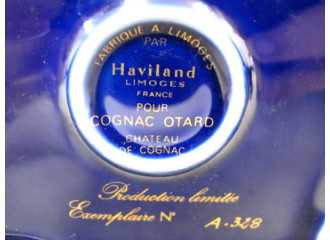 FABRIQUÉ A LIMOGES
PAR
Haviland
LIMOGES
FRANCE
POUR
COGNAC OTARD
CHATEAU
DE COGNAC
Production limitée
Exemplaire N° A.328